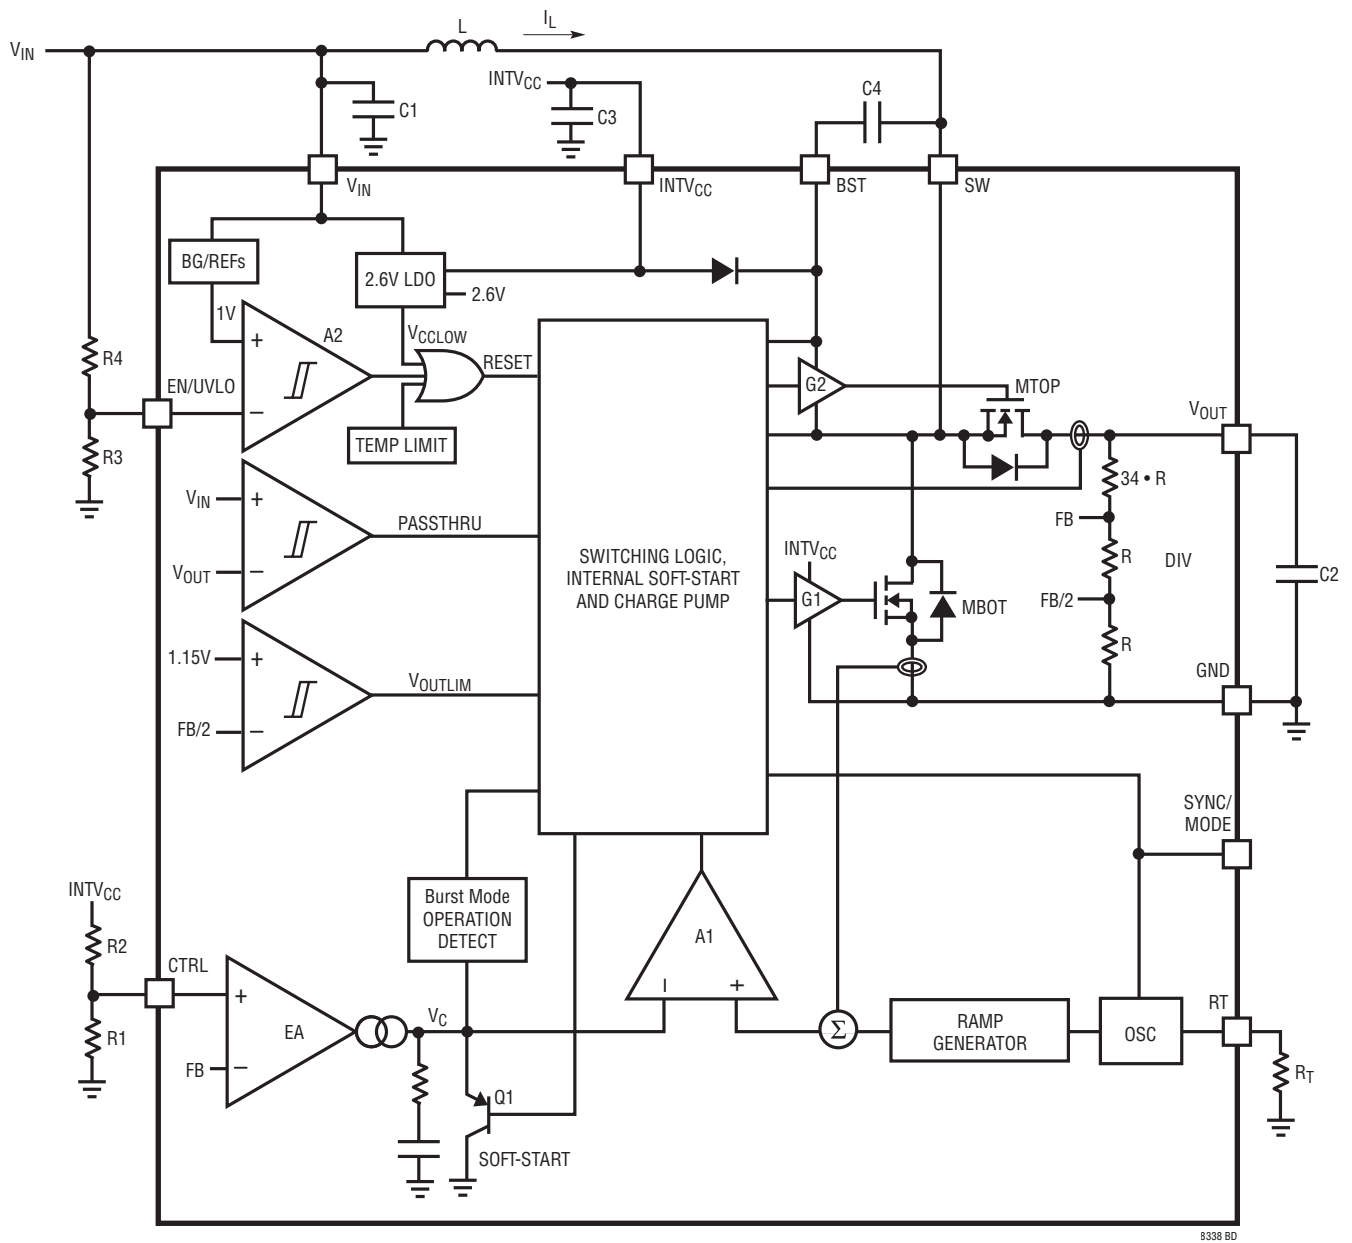 L
IL
VIN
INTVCC
C1
C3
C4
VIN
INTVCC
BST
SW
BG/REFs
2.6V LDO
2.6V
1V
A2
VCCLOW
RESET
R4
EN/UVLO
+
−
TEMP LIMIT
R3
G2
MTOP
VOUT
34 • R
FB
R
DIV
FB/2
R
C2
GND
VIN
+
PASSTHRU
VOUT
−
SWITCHING LOGIC,
INTERNAL SOFT-START
AND CHARGE PUMP
INTVCC
G1
MBOT
1.15V
+
VOUTLIM
FB/2
−
SYNC/
MODE
INTVCC
R2
CTRL
R1
Burst Mode
OPERATION
DETECT
A1
−
+
+
EA
FB
−
VC
Σ
RAMP
GENERATOR
OSC
RT
RT
Q1
SOFT-START
8338 BD